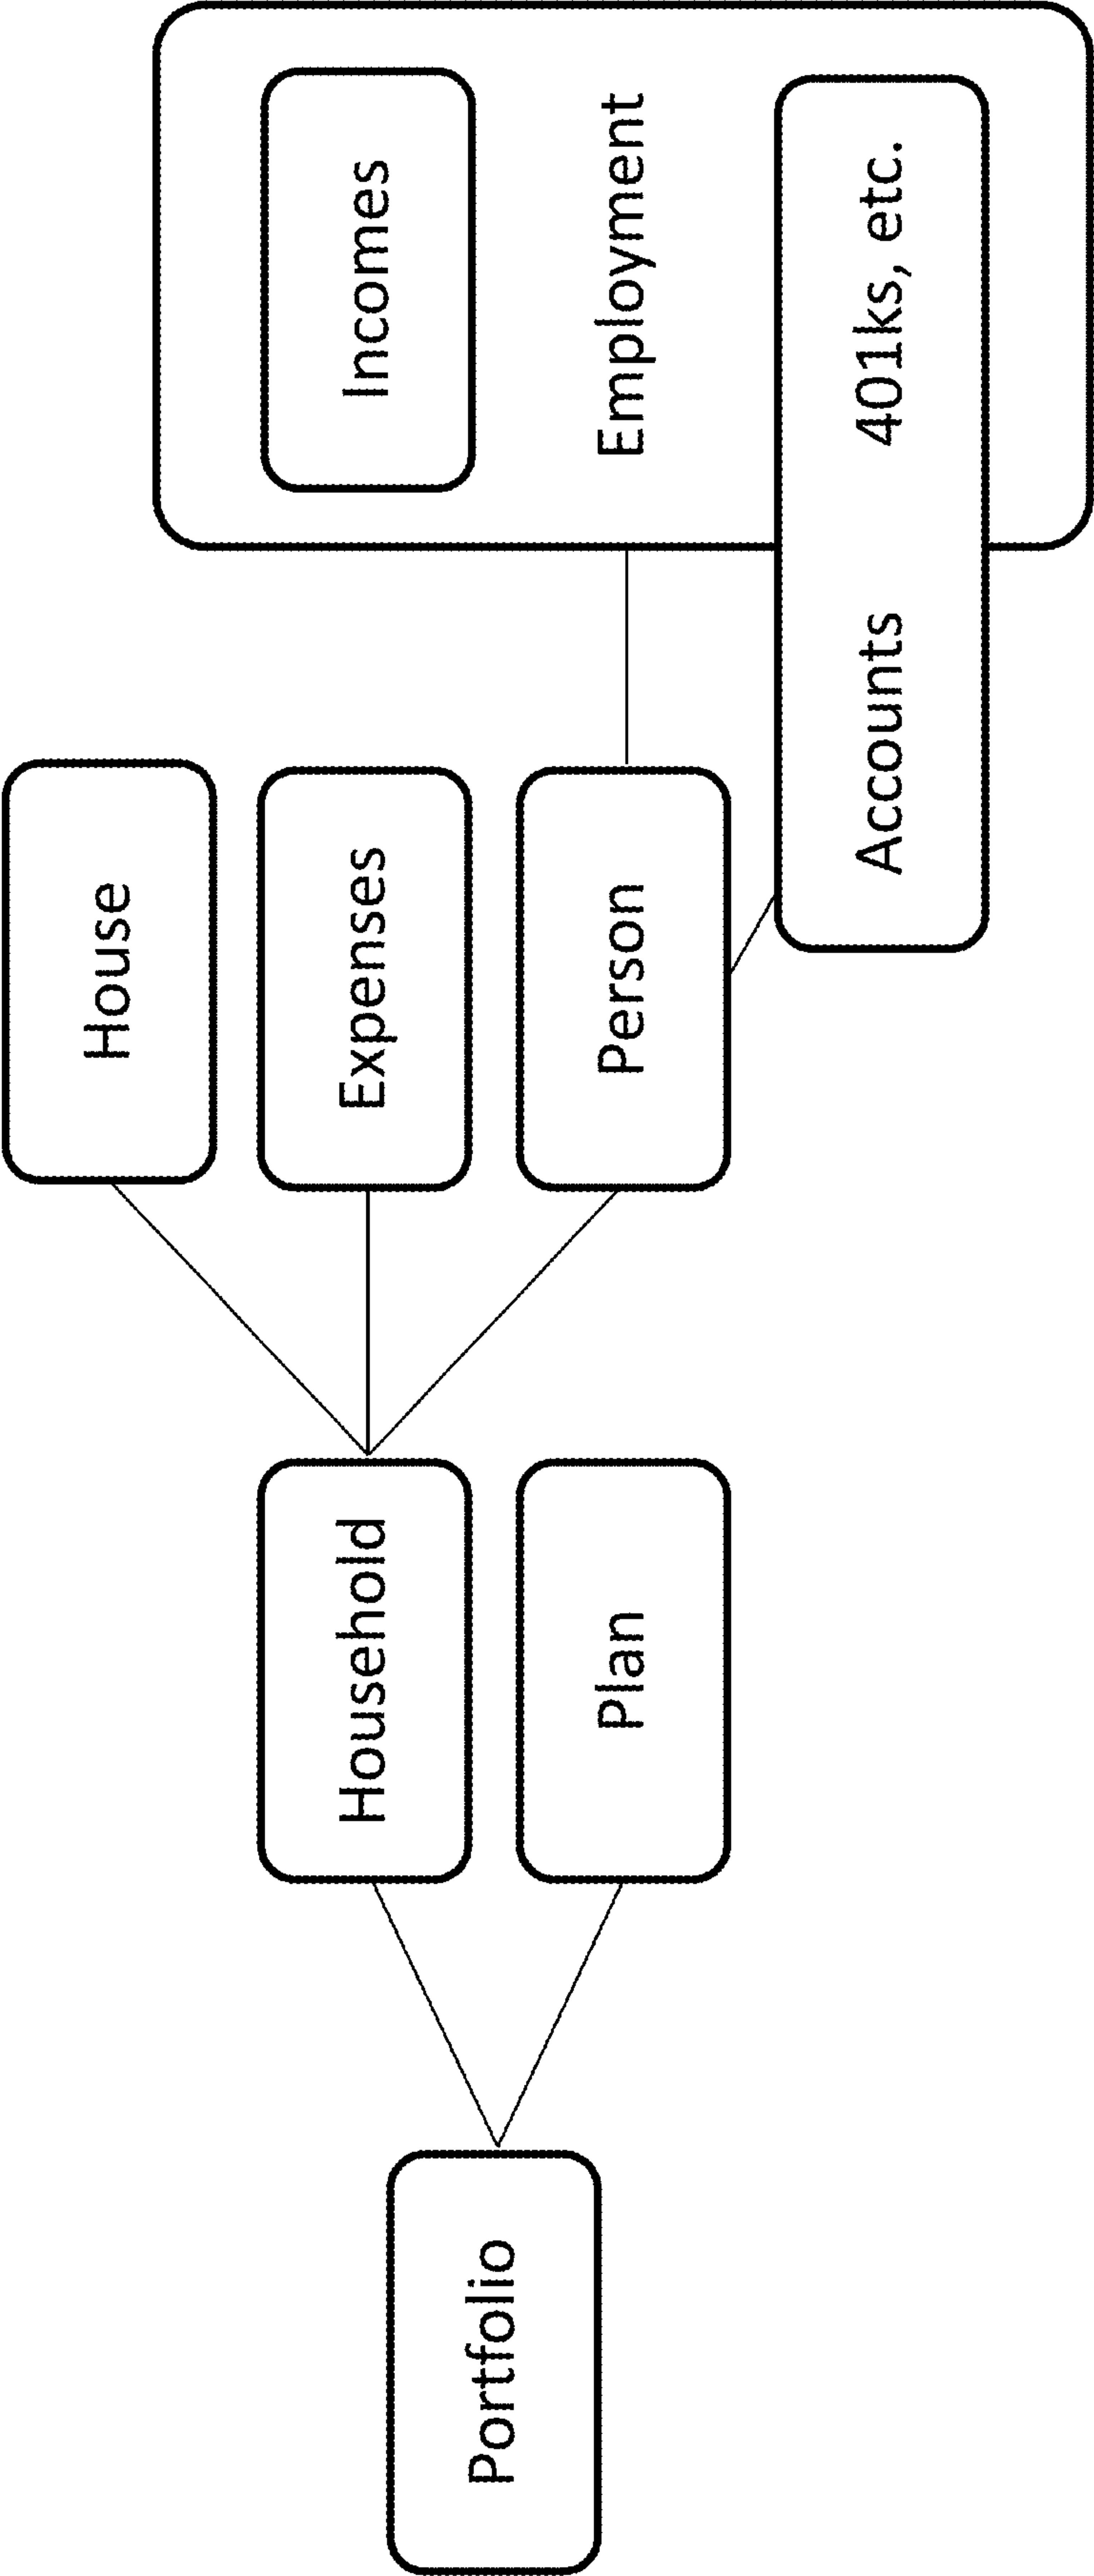 Portfolio
Household
Plan
House
Expenses
Person
Incomes
Employment
Accounts 401ks, etc.